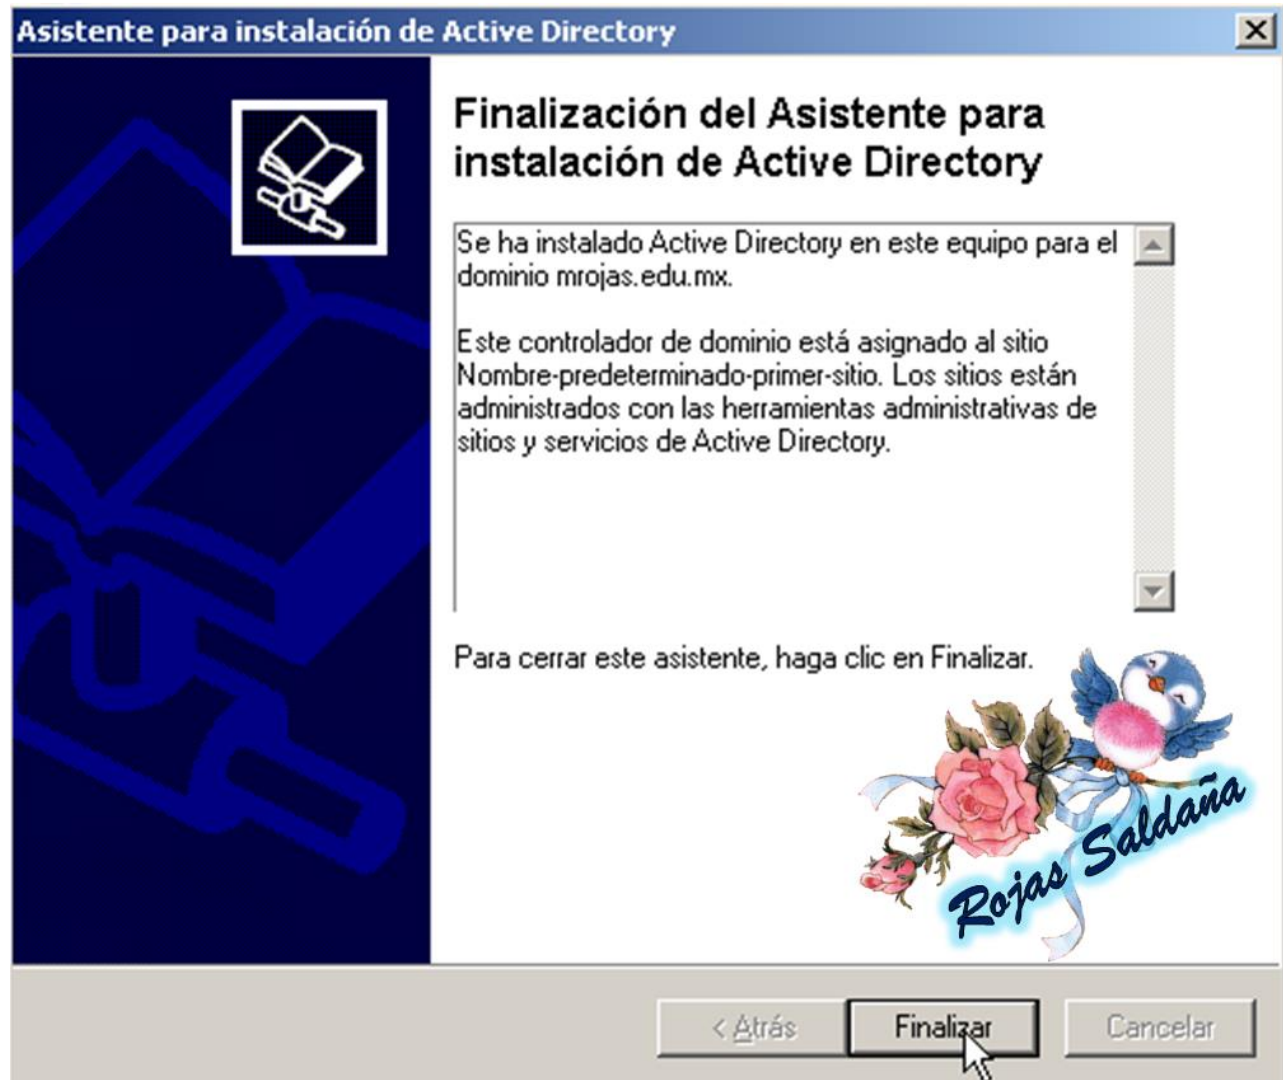 Asistente para instalación de Active Directory
Finalización del Asistente para
instalación de Active Directory
Se ha instalado Active Directory en este equipo para el
dominio mrojas.edu.mx.
Este controlador de dominio está asignado al sitio
Nombre-predeterminado-primer-sitio. Los sitios están
administrados con las herramientas administrativas de
sitios y servicios de Active Directory.
Para cerrar este asistente, haga clic en Finalizar.
Rojas Saldaña
< Atrás
Finalizar
Cancelar